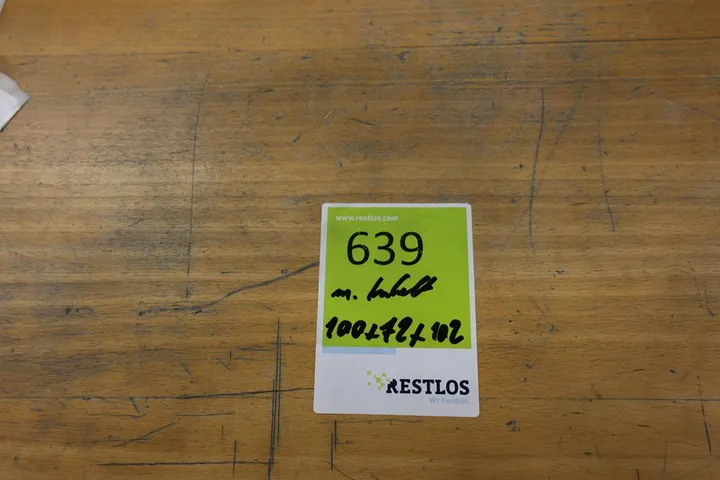 www.restlos.com
639
m. Inhalt
100x72x102
RESTLOS
Wir handeln